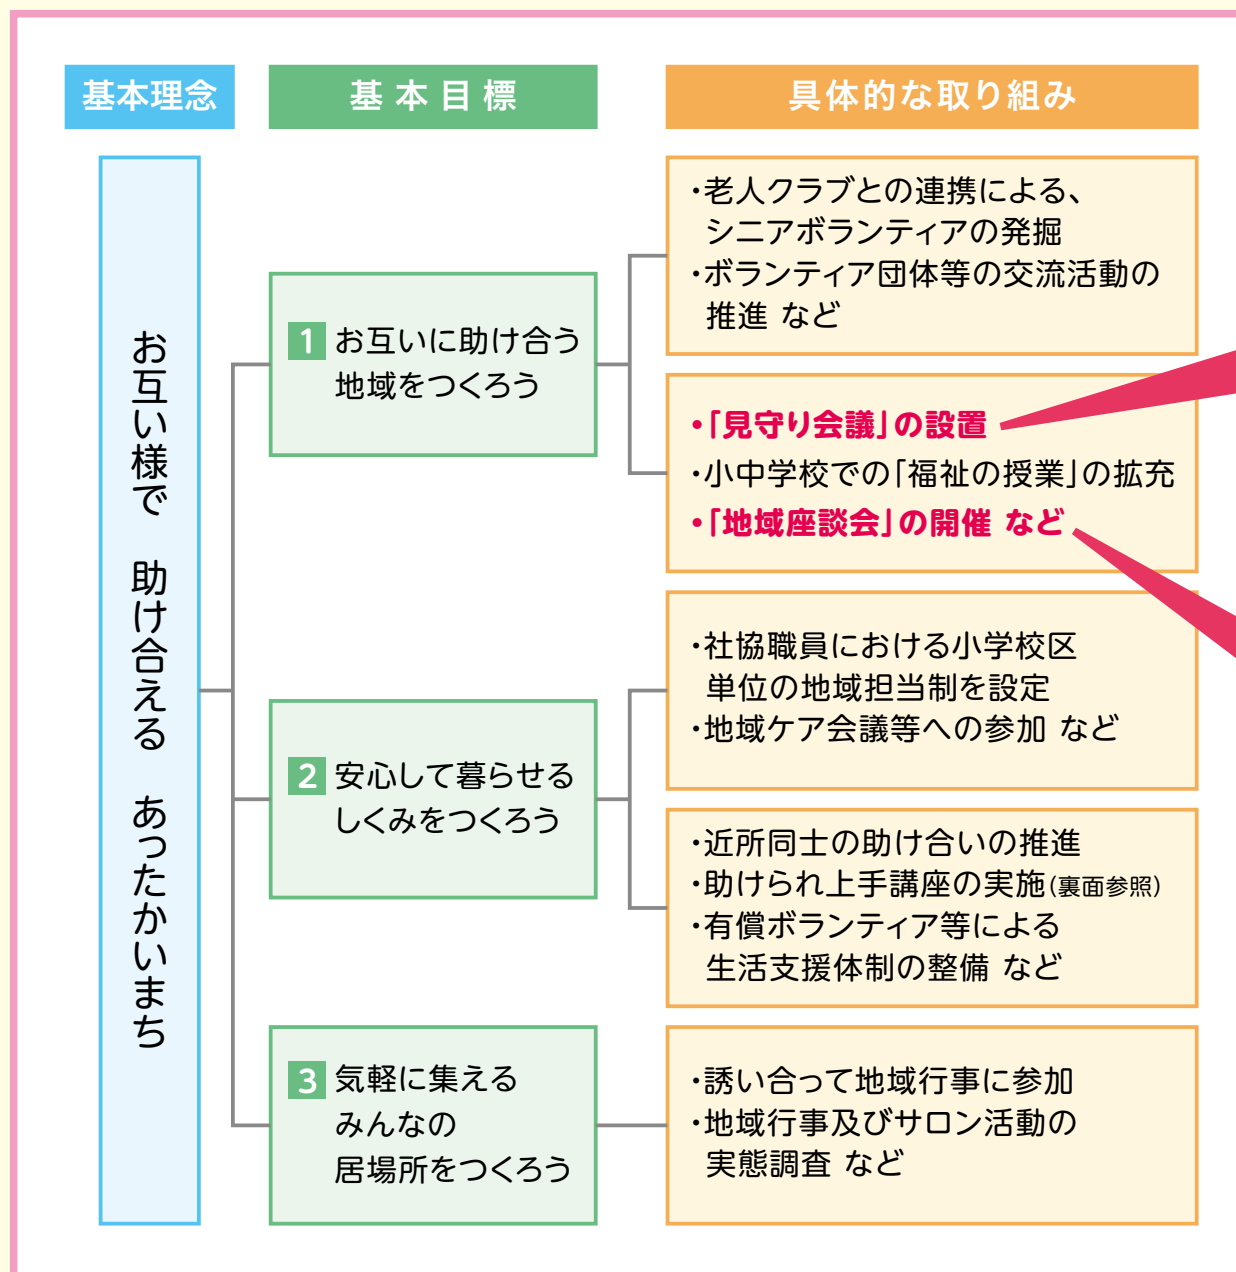 基本理念
基本目標
具体的な取り組み
お互い様で 助け合える あったかいまち
1 お互いに助け合う
地域をつくろう
・老人クラブとの連携による、
シニアボランティアの発掘
・ボランティア団体等の交流活動の
推進 など
・「見守り会議」の設置
・小中学校での「福祉の授業」の拡充
・「地域座談会」の開催 など
2 安心して暮らせる
しくみをつくろう
・社協職員における小学校区
単位の地域担当制を設定
・地域ケア会議等への参加 など
・近所同士の助け合いの推進
・助けられ上手講座の実施(裏面参照)
・有償ボランティア等による
生活支援体制の整備 など
3 気軽に集える
みんなの
居場所をつくろう
・誘い合って地域行事に参加
・地域行事及びサロン活動の
実態調査 など